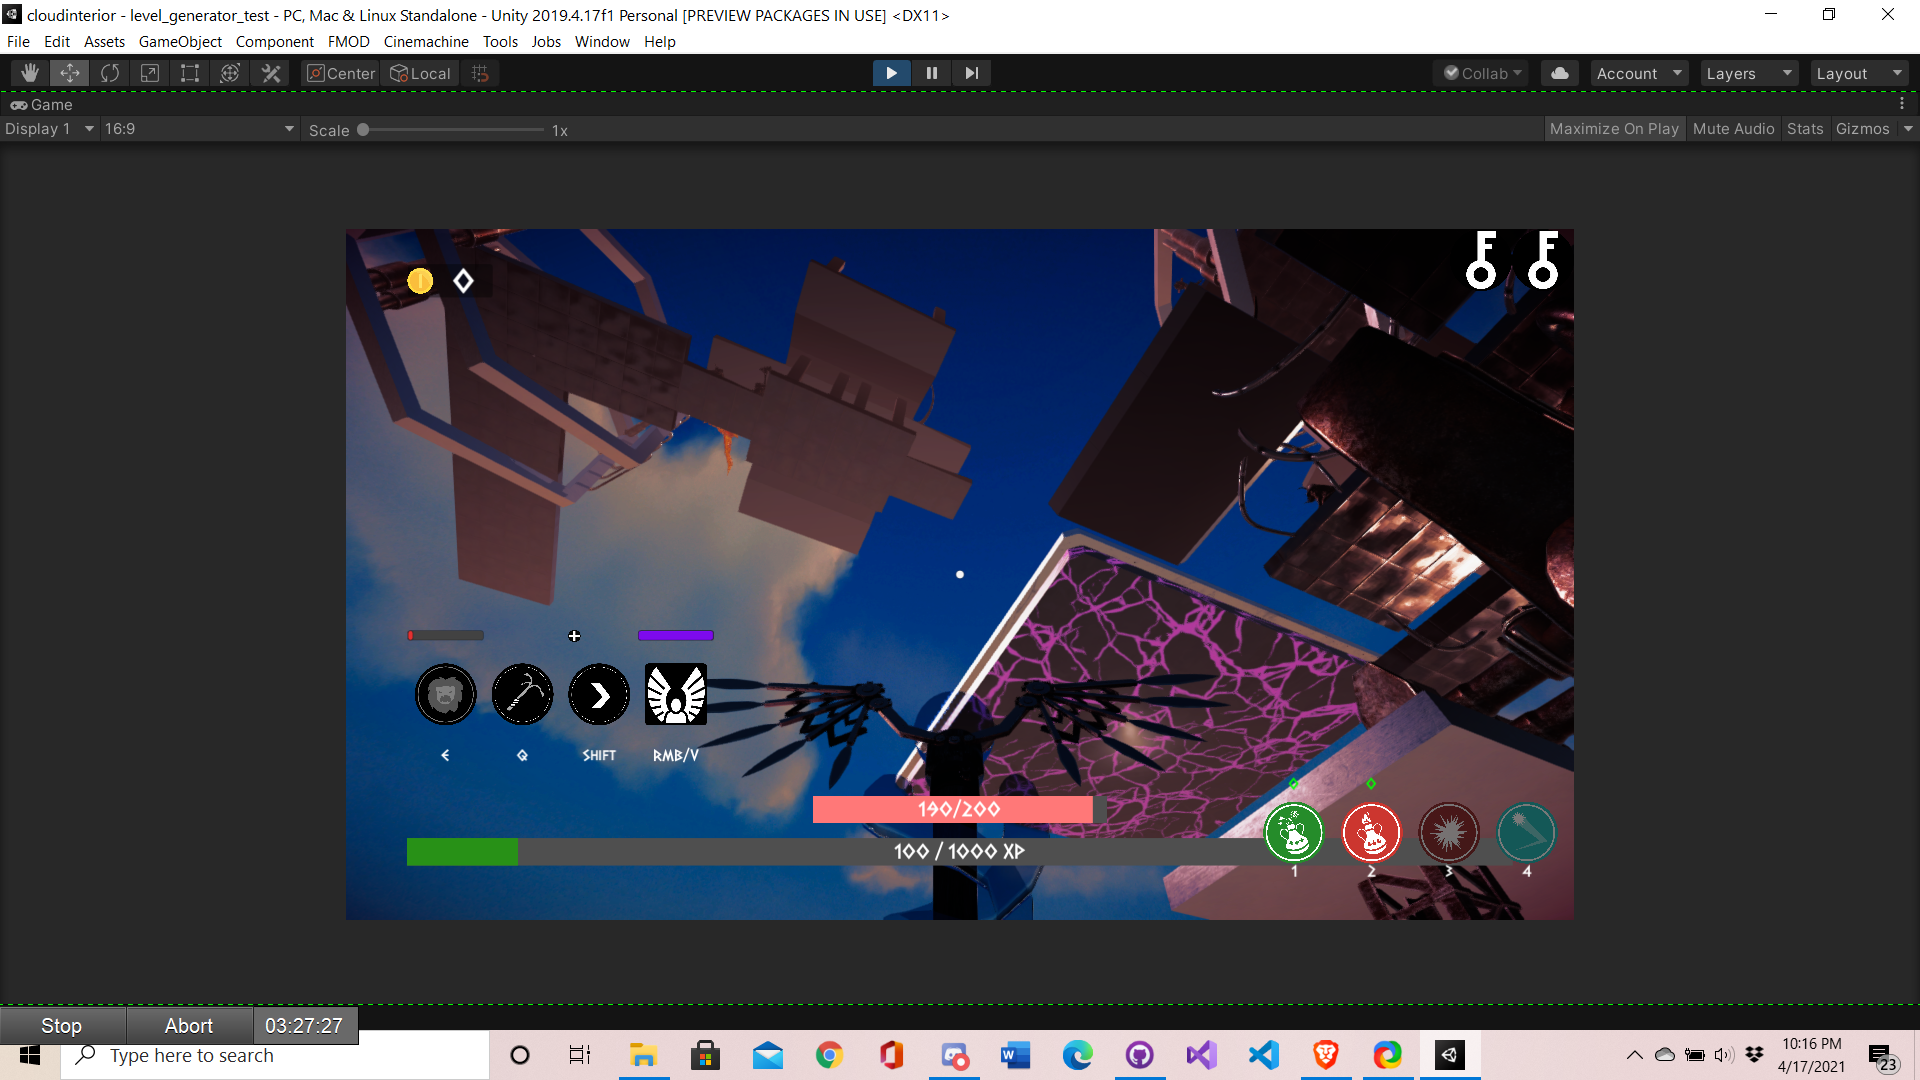 cloudinterior - level_generator_test - PC, Mac & Linux Standalone - Unity 2019.4.17f1 Personal [PREVIEW PACKAGES IN USE] <DX11>
File Edit Assets GameObject Component FMOD Cinemachine Tools Jobs Window Help
Center Local Collab Account Layers Layout
Game
Display 1 16:9 Scale 1x Maximize On Play Mute Audio Stats Gizmos
0
E Q SHIFT RMB/V
190/200
100 / 1000 XP
0 0
1 2 3 4
Stop Abort 03:27:27
Type here to search
10:16 PM
4/17/2021
23